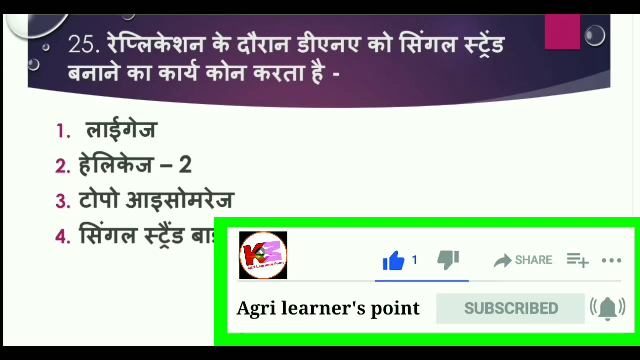 25. रेप्लिकेशन के दौरान डीएनए को सिंगल स्ट्रेंड
बनाने का कार्य कोन करता है -
1. लाईगेज
2. हेलिकेज – 2
3. टोपो आइसोमरेज
4. सिंगल स्ट्रैंड
1
SHARE
Agri learner's point
SUBSCRIBED